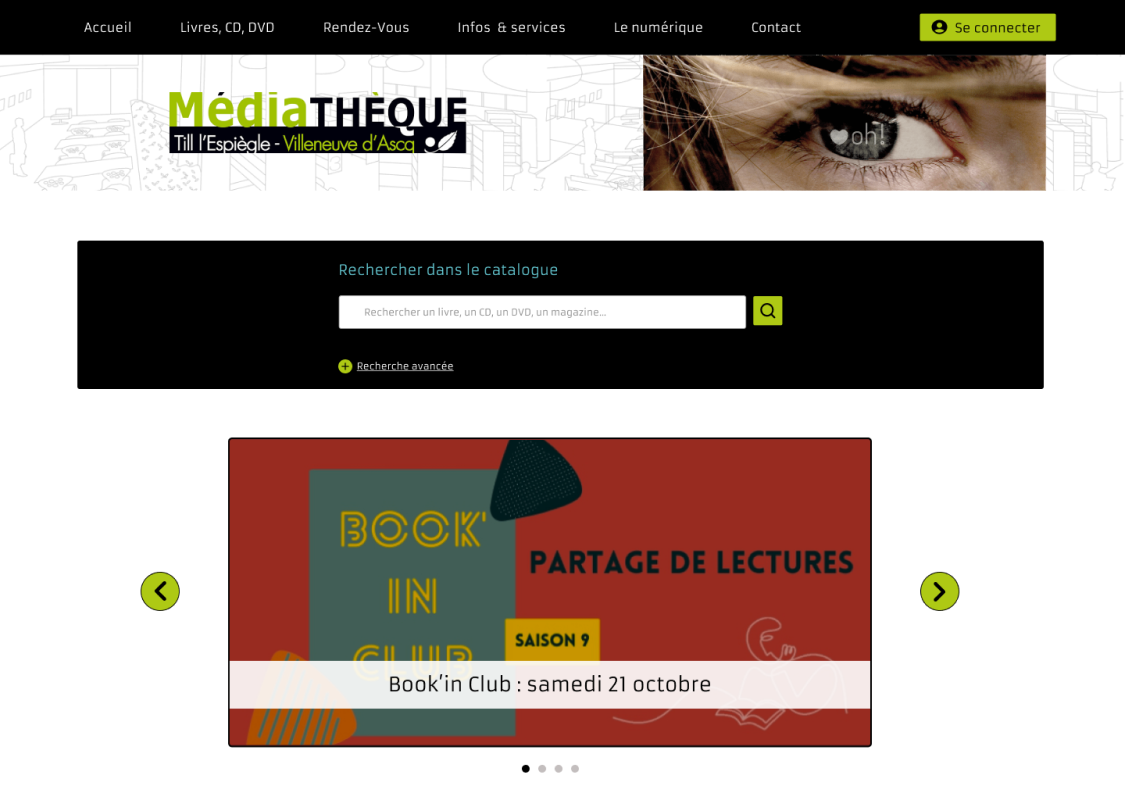 Accueil
Livres, CD, DVD
Rendez-Vous
Infos & services
Le numérique
Contact
Se connecter
MédiaTHÈQUE
Till l'Espiègle - Villeneuve d'Ascq
oh!
Rechercher dans le catalogue
Rechercher un livre, un CD, un DVD, un magazine...
Recherche avancée
BOOK'
IN
CLUB
PARTAGE DE LECTURES
SAISON 9
Book'in Club : samedi 21 octobre